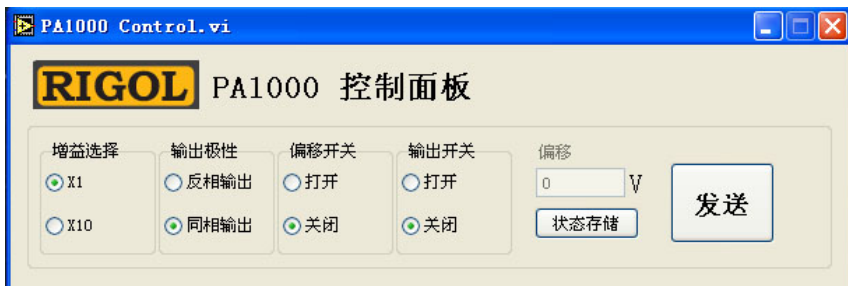 PA1000 Control.vi
RIGOL PA1000 控制面板
增益选择 输出极性 偏移开关 输出开关 偏移
X1 反相输出 打开 打开 0 V
发送
X10 同相输出 关闭 关闭 状态存储